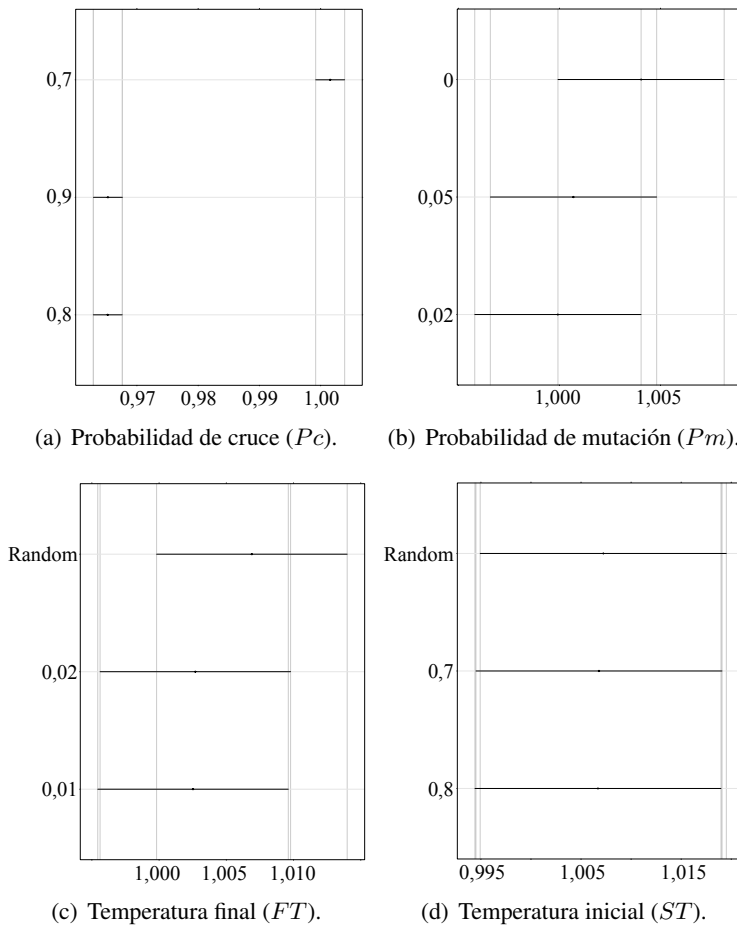 0,7
0,9
0,8
0,97 0,98 0,99 1,00
(a) Probabilidad de cruce (Pc).
0
0,05
0,02
1,000 1,005
(b) Probabilidad de mutación (Pm).
Random
0,02
0,01
1,000 1,005 1,010
(c) Temperatura final (FT).
Random
0,7
0,8
0,995 1,005 1,015
(d) Temperatura inicial (ST).